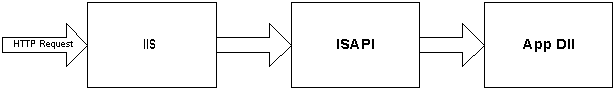 HTTP Request
IIS
ISAPI
App Dll